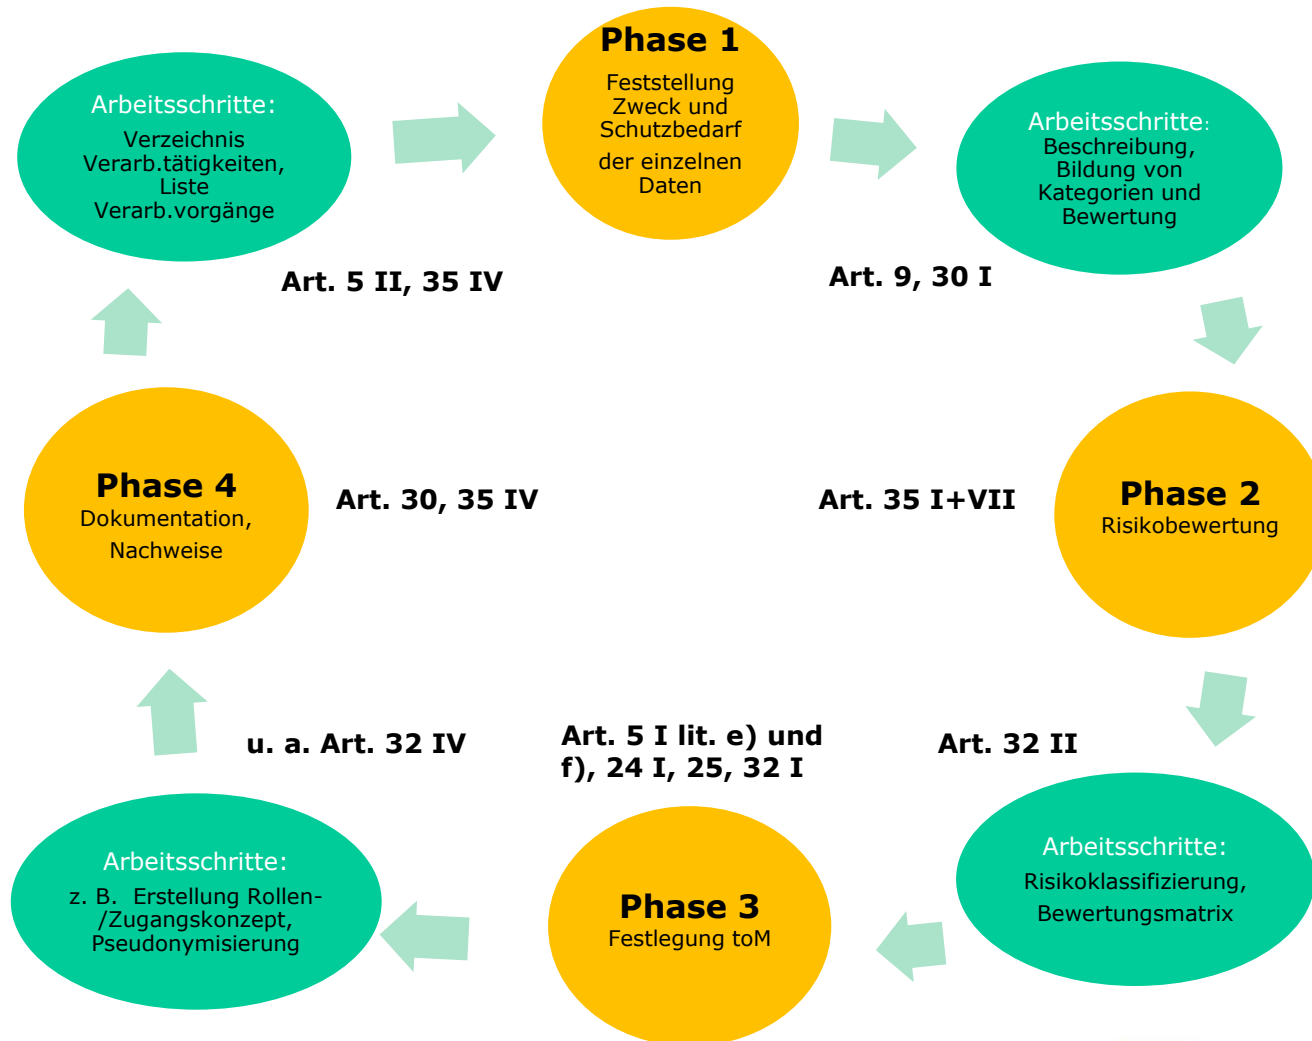 Phase 1
Feststellung
Zweck und
Schutzbedarf
der einzelnen
Daten
Arbeitsschritte:
Beschreibung,
Bildung von
Kategorien und
Bewertung
Art. 9, 30 I
Phase 2
Risikobewertung
Art. 35 I+VII
Arbeitsschritte:
Risikoklassifizierung,
Bewertungsmatrix
Art. 32 II
Phase 3
Festlegung toM
Art. 5 I lit. e) und
f), 24 I, 25, 32 I
Arbeitsschritte:
z. B.  Erstellung Rollen-
/Zugangskonzept,
Pseudonymisierung
u. a. Art. 32 IV
Phase 4
Dokumentation,
Nachweise
Art. 30, 35 IV
Arbeitsschritte:
Verzeichnis
Verarb.tätigkeiten,
Liste
Verarb.vorgänge
Art. 5 II, 35 IV